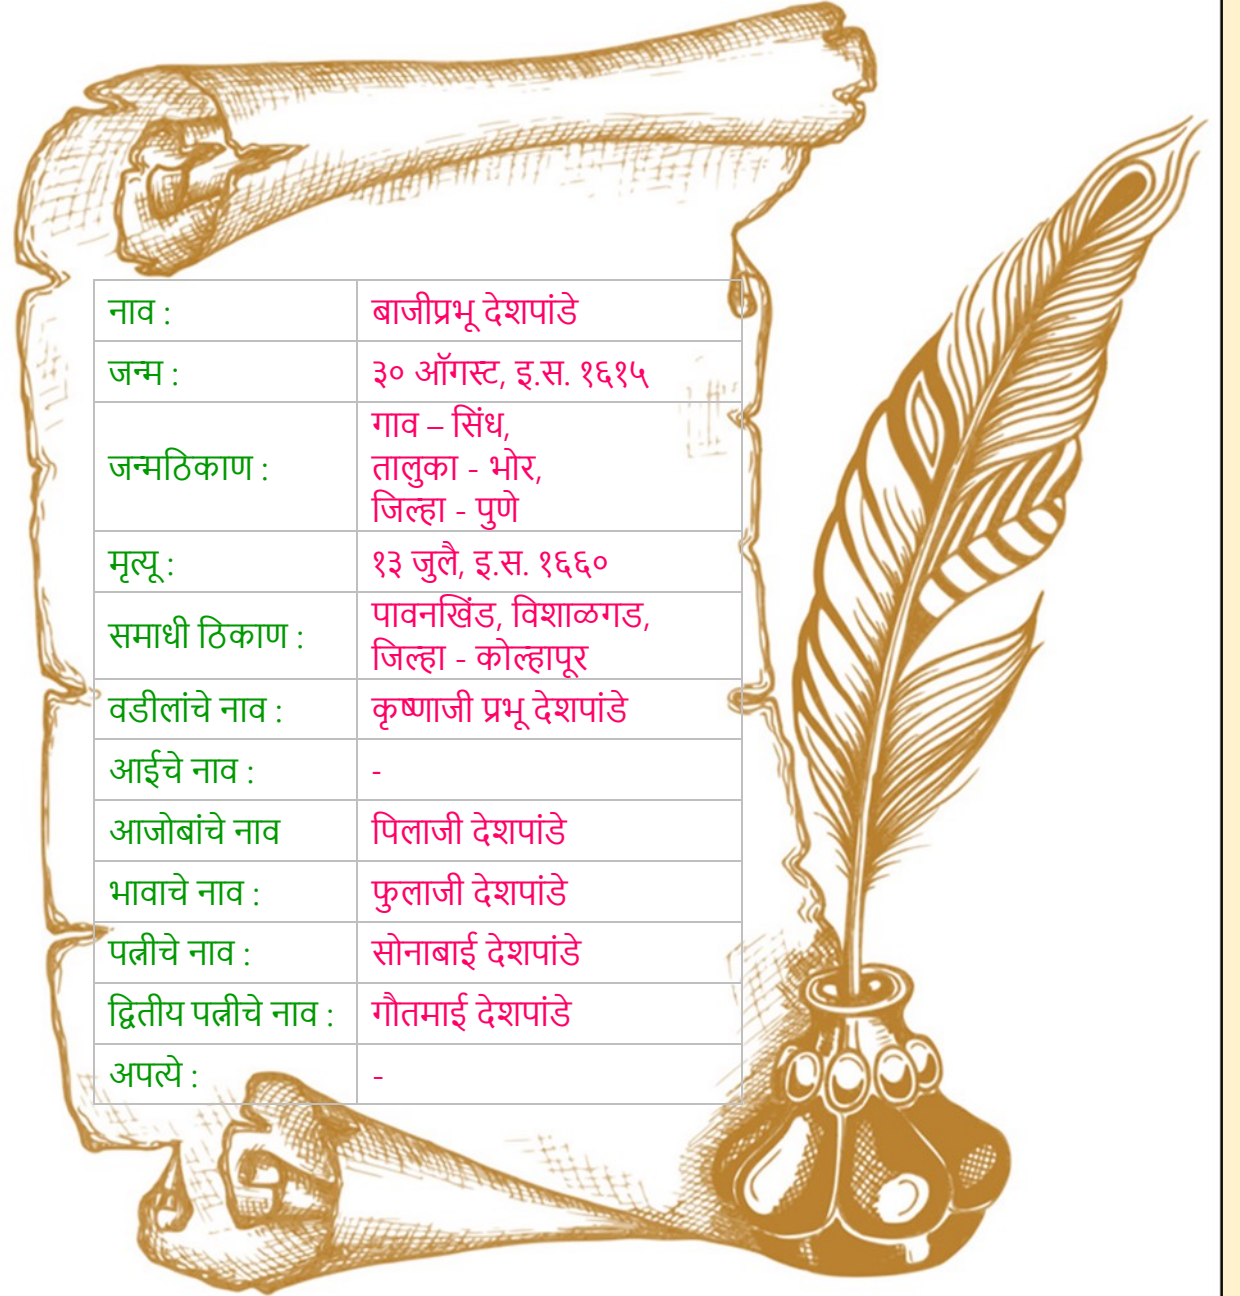 नाव : बाजीप्रभू देशपांडे
जन्म : ३० ऑगस्ट, इ.स. १६१५
जन्मठिकाण : गाव – सिंध,
तालुका - भोर,
जिल्हा - पुणे
मृत्यू : १३ जुलै, इ.स. १६६०
समाधी ठिकाण : पावनखिंड, विशाळगड,
जिल्हा - कोल्हापूर
वडीलांचे नाव : कृष्णाजी प्रभू देशपांडे
आईचे नाव : -
आजोबांचे नाव पिलाजी देशपांडे
भावाचे नाव : फुलाजी देशपांडे
पत्नीचे नाव : सोनाबाई देशपांडे
द्वितीय पत्नीचे नाव : गौतमाई देशपांडे
अपत्ये : -